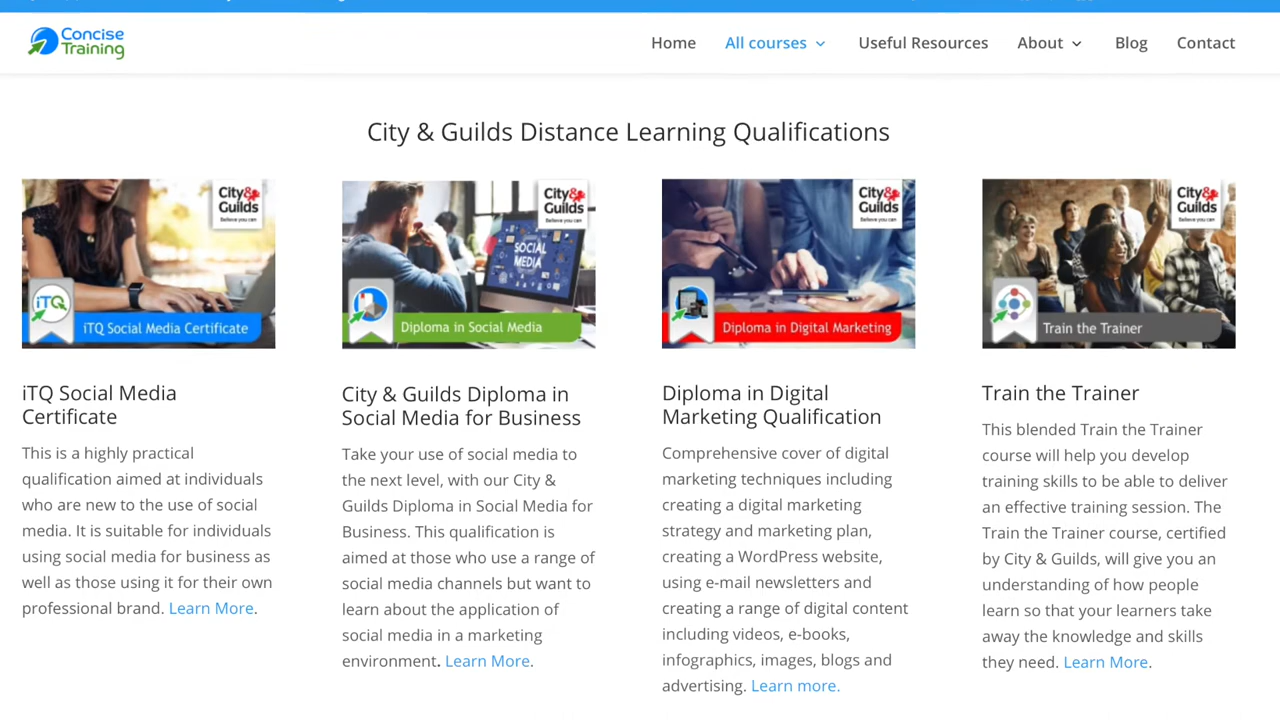 Concise
Training
Home
All courses
Useful Resources
About
Blog
Contact
City & Guilds Distance Learning Qualifications
City&
Guilds
Believe you can
iTQ
iTQ Social Media Certificate
City&
Guilds
Believe you can
SOCIAL
MEDIA
Diploma in Social Media
City&
Guilds
Believe you can
Diploma in Digital Marketing
City&
Guilds
Believe you can
Train the Trainer
iTQ Social Media
Certificate
This is a highly practical
qualification aimed at individuals
who are new to the use of social
media. It is suitable for individuals
using social media for business as
well as those using it for their own
professional brand. Learn More.
City & Guilds Diploma in
Social Media for Business
Take your use of social media to
the next level, with our City &
Guilds Diploma in Social Media for
Business. This qualification is
aimed at those who use a range of
social media channels but want to
learn about the application of
social media in a marketing
environment. Learn More.
Diploma in Digital
Marketing Qualification
Comprehensive cover of digital
marketing techniques including
creating a digital marketing
strategy and marketing plan,
creating a WordPress website,
using e-mail newsletters and
creating a range of digital content
including videos, e-books,
infographics, images, blogs and
advertising. Learn more.
Train the Trainer
This blended Train the Trainer
course will help you develop
training skills to be able to deliver
an effective training session. The
Train the Trainer course, certified
by City & Guilds, will give you an
understanding of how people
learn so that your learners take
away the knowledge and skills
they need. Learn More.